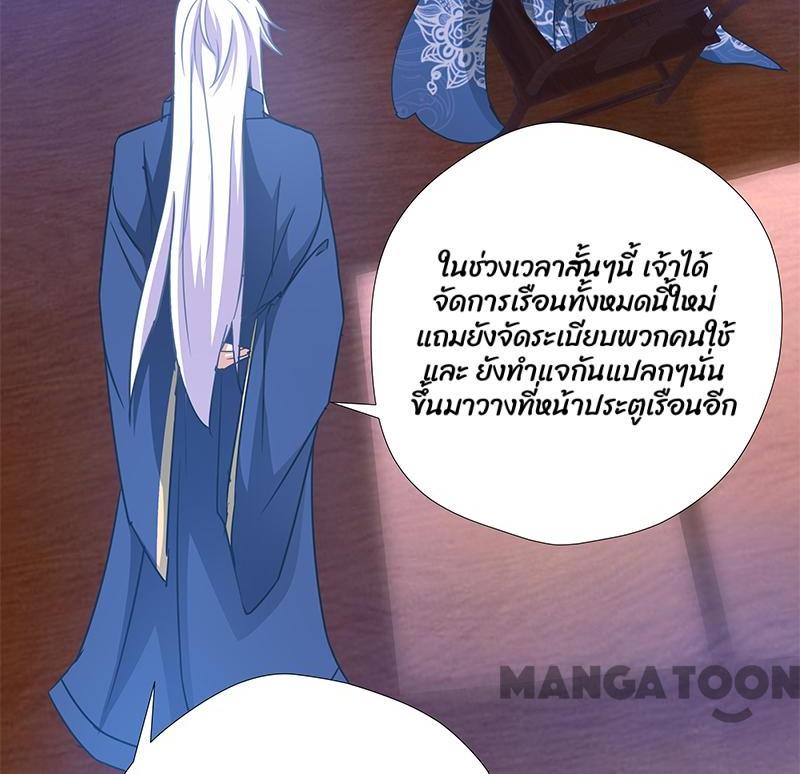 ในช่วงเวลาสั้นๆนี้ เจ้าได้
จัดการเรือนทั้งหมดนี้ใหม่
แถมยังจัดระเบียบพวกคนใช้
และ ยังทำแจกันแปลกๆนั่น
ขึ้นมาวางที่หน้าประตูเรือนอีก
MANGATOON